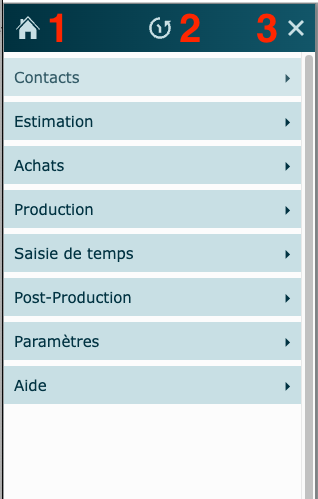 1 2 3
Contacts
Estimation
Achats
Production
Saisie de temps
Post-Production
Paramètres
Aide